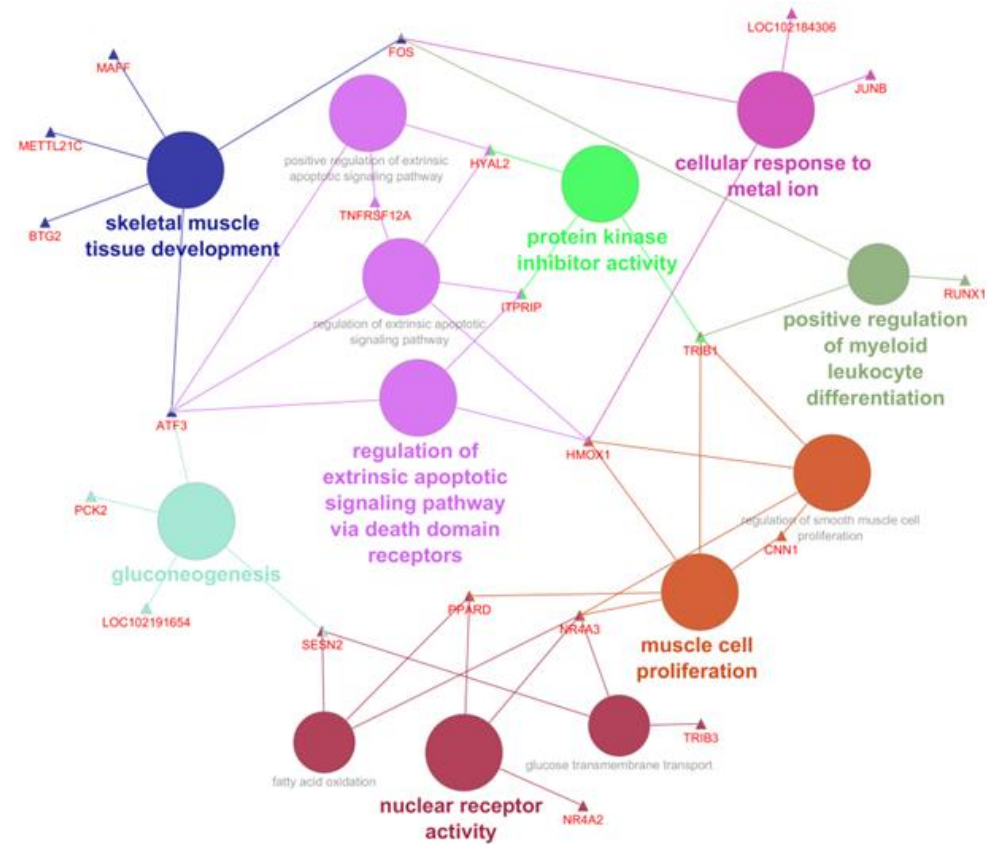 LOC102184306
FOS
MAFF
JUNB
METTL21C
positive regulation of extrinsic
apoptotic signaling pathway
HYAL2
cellular response to
metal ion
TNFRSF12A
BTG2
skeletal muscle
tissue development
protein kinase
inhibitor activity
RUNX1
ITPRIP
regulation of extrinsic apoptotic
signaling pathway
positive regulation
of myeloid
leukocyte
differentiation
TRIB1
ATF3
HMOX1
regulation of
extrinsic apoptotic
signaling pathway
via death domain
receptors
PCK2
regulation of smooth muscle cell
proliferation
CNN1
gluconeogenesis
LOC102191654
PPARD
NR4A3
SESN2
muscle cell
proliferation
TRIB3
glucose transmembrane transport
fatty acid oxidation
nuclear receptor
activity
NR4A2